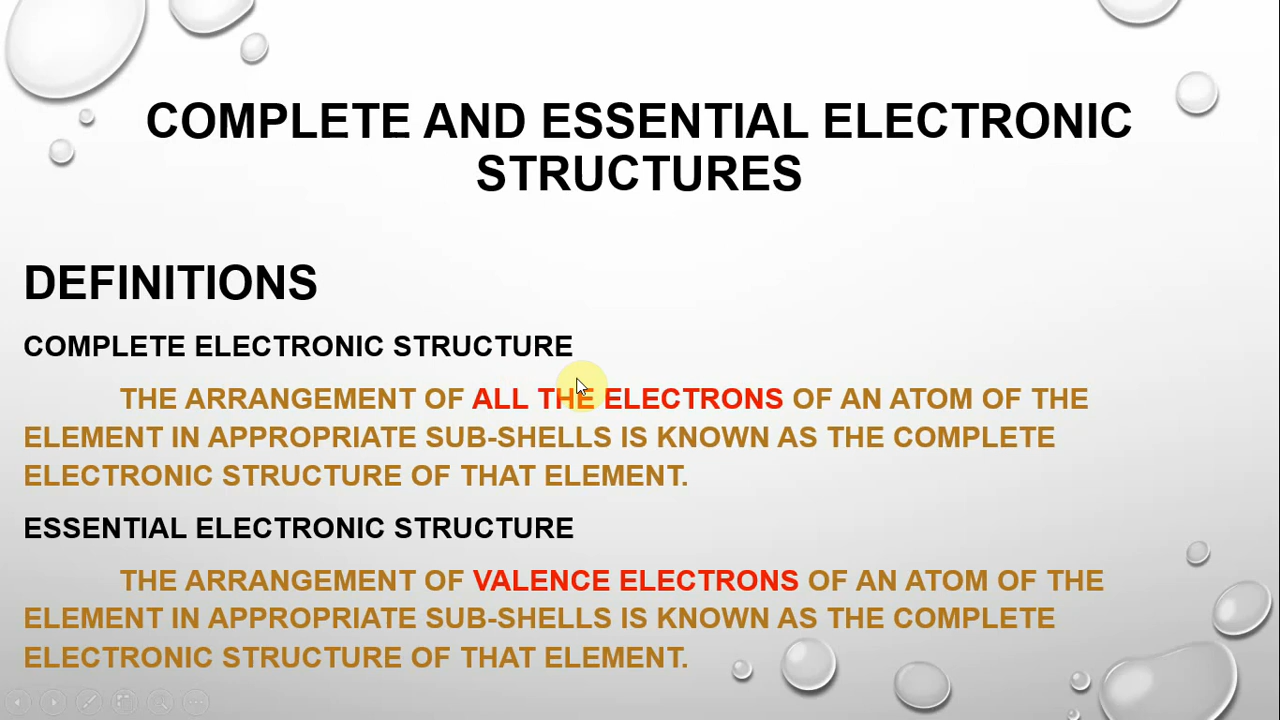 COMPLETE AND ESSENTIAL ELECTRONIC
STRUCTURES
DEFINITIONS
COMPLETE ELECTRONIC STRUCTURE
THE ARRANGEMENT OF ALL THE ELECTRONS OF AN ATOM OF THE
ELEMENT IN APPROPRIATE SUB-SHELLS IS KNOWN AS THE COMPLETE
ELECTRONIC STRUCTURE OF THAT ELEMENT.
ESSENTIAL ELECTRONIC STRUCTURE
THE ARRANGEMENT OF VALENCE ELECTRONS OF AN ATOM OF THE
ELEMENT IN APPROPRIATE SUB-SHELLS IS KNOWN AS THE COMPLETE
ELECTRONIC STRUCTURE OF THAT ELEMENT.